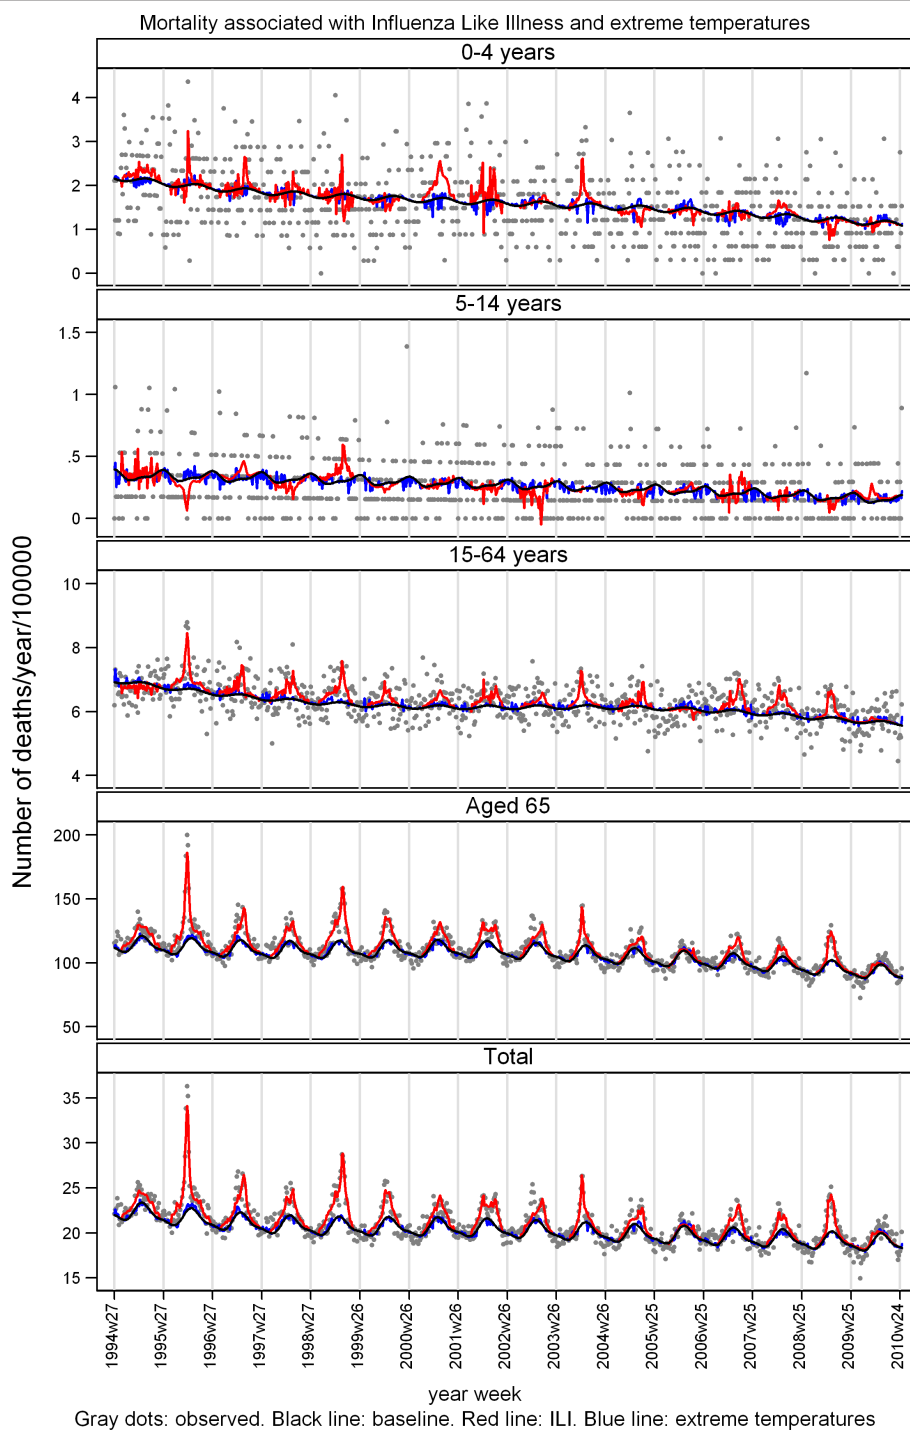 Mortality associated with Influenza Like Illness and extreme temperatures
0-4 years
4
3
2
1
0
5-14 years
1.5
1
.5
0
15-64 years
10
8
6
4
Aged 65
200
150
100
50
Total
35
30
25
20
15
Number of deaths/year/100000
1994w27
1995w27
1996w27
1997w27
1998w27
1999w26
2000w26
2001w26
2002w26
2003w26
2004w26
2005w25
2006w25
2007w25
2008w25
2009w25
2010w24
year week
Gray dots: observed. Black line: baseline. Red line: ILI. Blue line: extreme temperatures